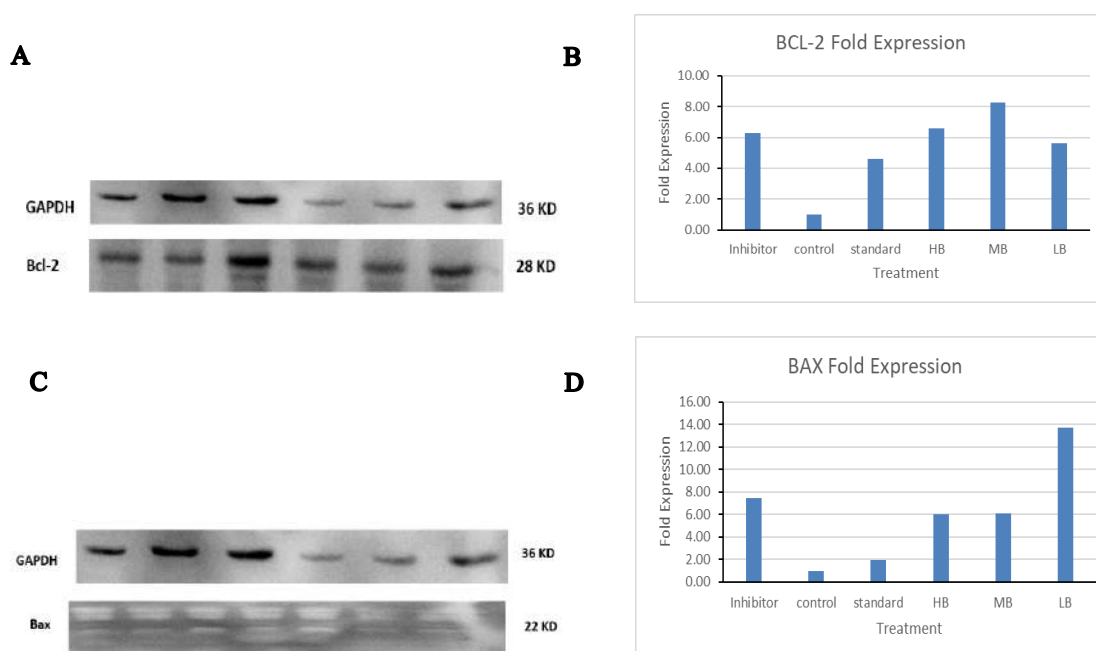 A
GAPDH
36 KD
Bcl-2
28 KD
B
BCL-2 Fold Expression
Fold Expression
10.00
8.00
6.00
4.00
2.00
0.00
Inhibitor control standard HB MB LB
Treatment
C
GAPDH
36 KD
Bax
22 KD
D
BAX Fold Expression
Fold Expression
16.00
14.00
12.00
10.00
8.00
6.00
4.00
2.00
0.00
Inhibitor control standard HB MB LB
Treatment